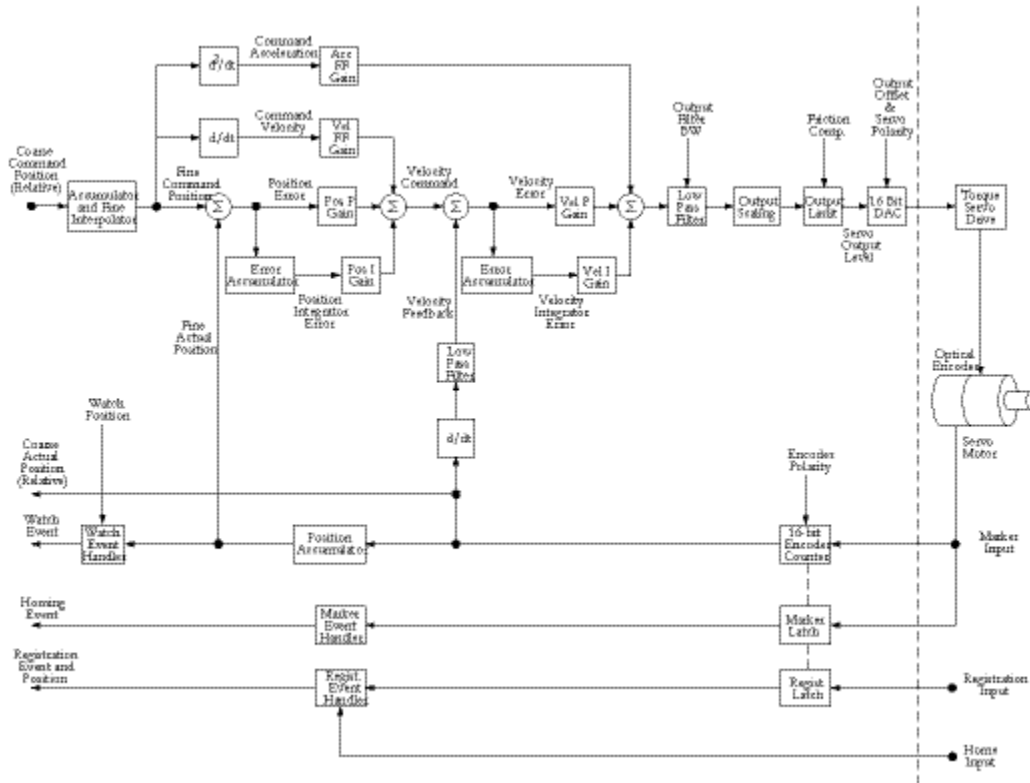 Command
Acceleration
d²/dt
Acc
FF
Gain
Output
Offset
&
Servo
Polarity
Command
Velocity
Output
Filter
BW
Friction
Comp.
d/dt
Vel
FF
Gain
Coarse
Command
Position
(Relative)
Fine
Command
Position
Velocity
Command
Accumulator
and Fine
Interpolator
Σ
Position
Error
Pos P
Gain
Σ
Σ
Velocity
Error
Vel P
Gain
Σ
Low
Pass
Filter
Output
Scaling
Output
Limit
16 Bit
DAC
Torque
Servo
Drive
Servo
Output
Level
Error
Accumulator
Pos I
Gain
Error
Accumulator
Vel I
Gain
Position
Integrator
Error
Velocity
Feedback
Velocity
Integrator
Error
Fine
Actual
Position
Low
Pass
Filter
Optical
Encoder
Watch
Position
d/dt
Servo
Motor
Coarse
Actual
Position
(Relative)
Encoder
Polarity
Watch
Event
Watch
Event
Handler
Position
Accumulator
16-bit
Encoder
Counter
Marker
Input
Homing
Event
Marker
Event
Handler
Marker
Latch
Registration
Event and
Position
Regist.
Event
Handler
Regist
Latch
Registration
Input
Home
Input